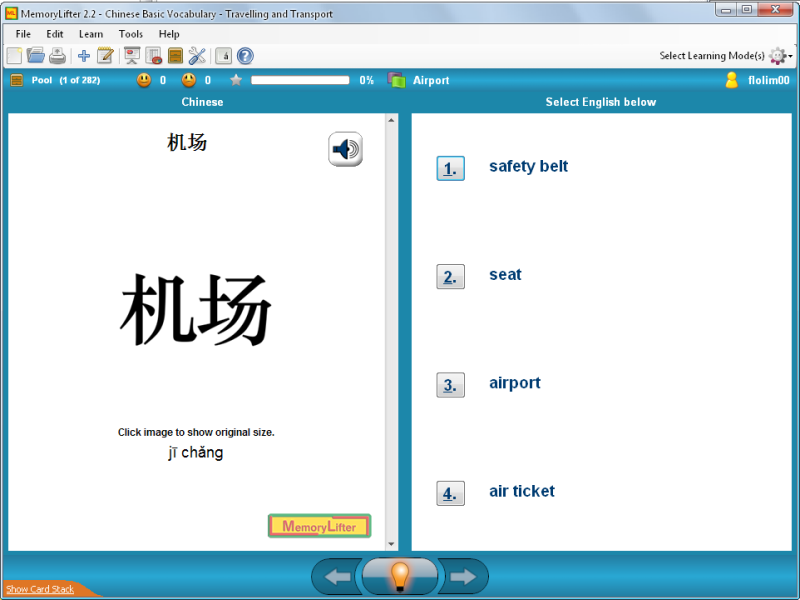 MemoryLifter 2.2 - Chinese Basic Vocabulary - Travelling and Transport
File Edit Learn Tools Help
Select Learning Mode(s)
Pool (1 of 282) 0 0 0% Airport flolim00
Chinese
Select English below
机场
机场
Click image to show original size.
jī chǎng
MemoryLifter
1. safety belt
2. seat
3. airport
4. air ticket
Show Card Stack